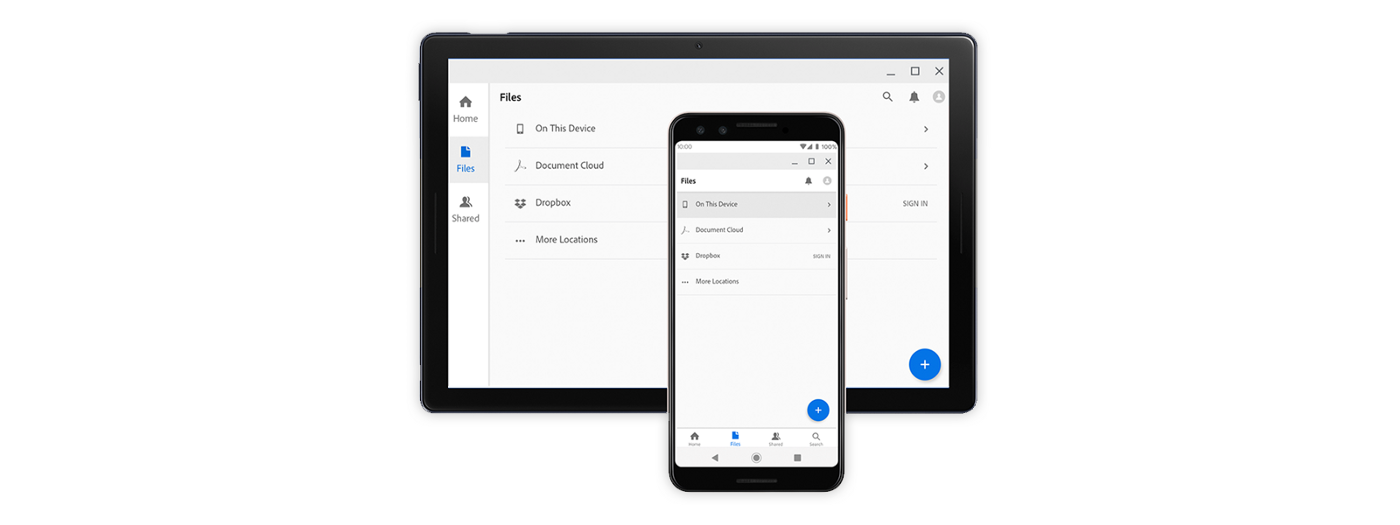 Files
Home
On This Device
Files
Document Cloud
Shared
Dropbox
SIGN IN
More Locations
10:00
100%
Files
On This Device
Document Cloud
Dropbox
SIGN IN
More Locations
Home
Files
Shared
Search